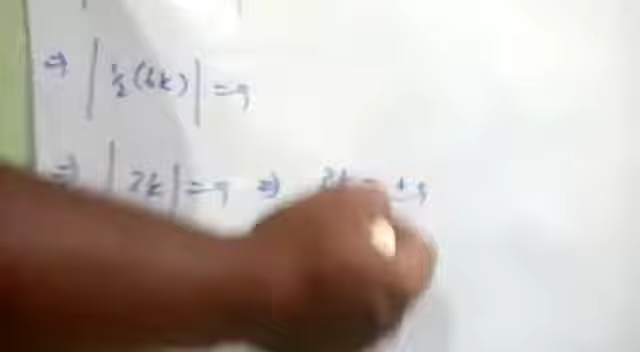 ⇒ |½(6k)| = 9
⇒ |3k| = 9 ⇒ 3k = ±9